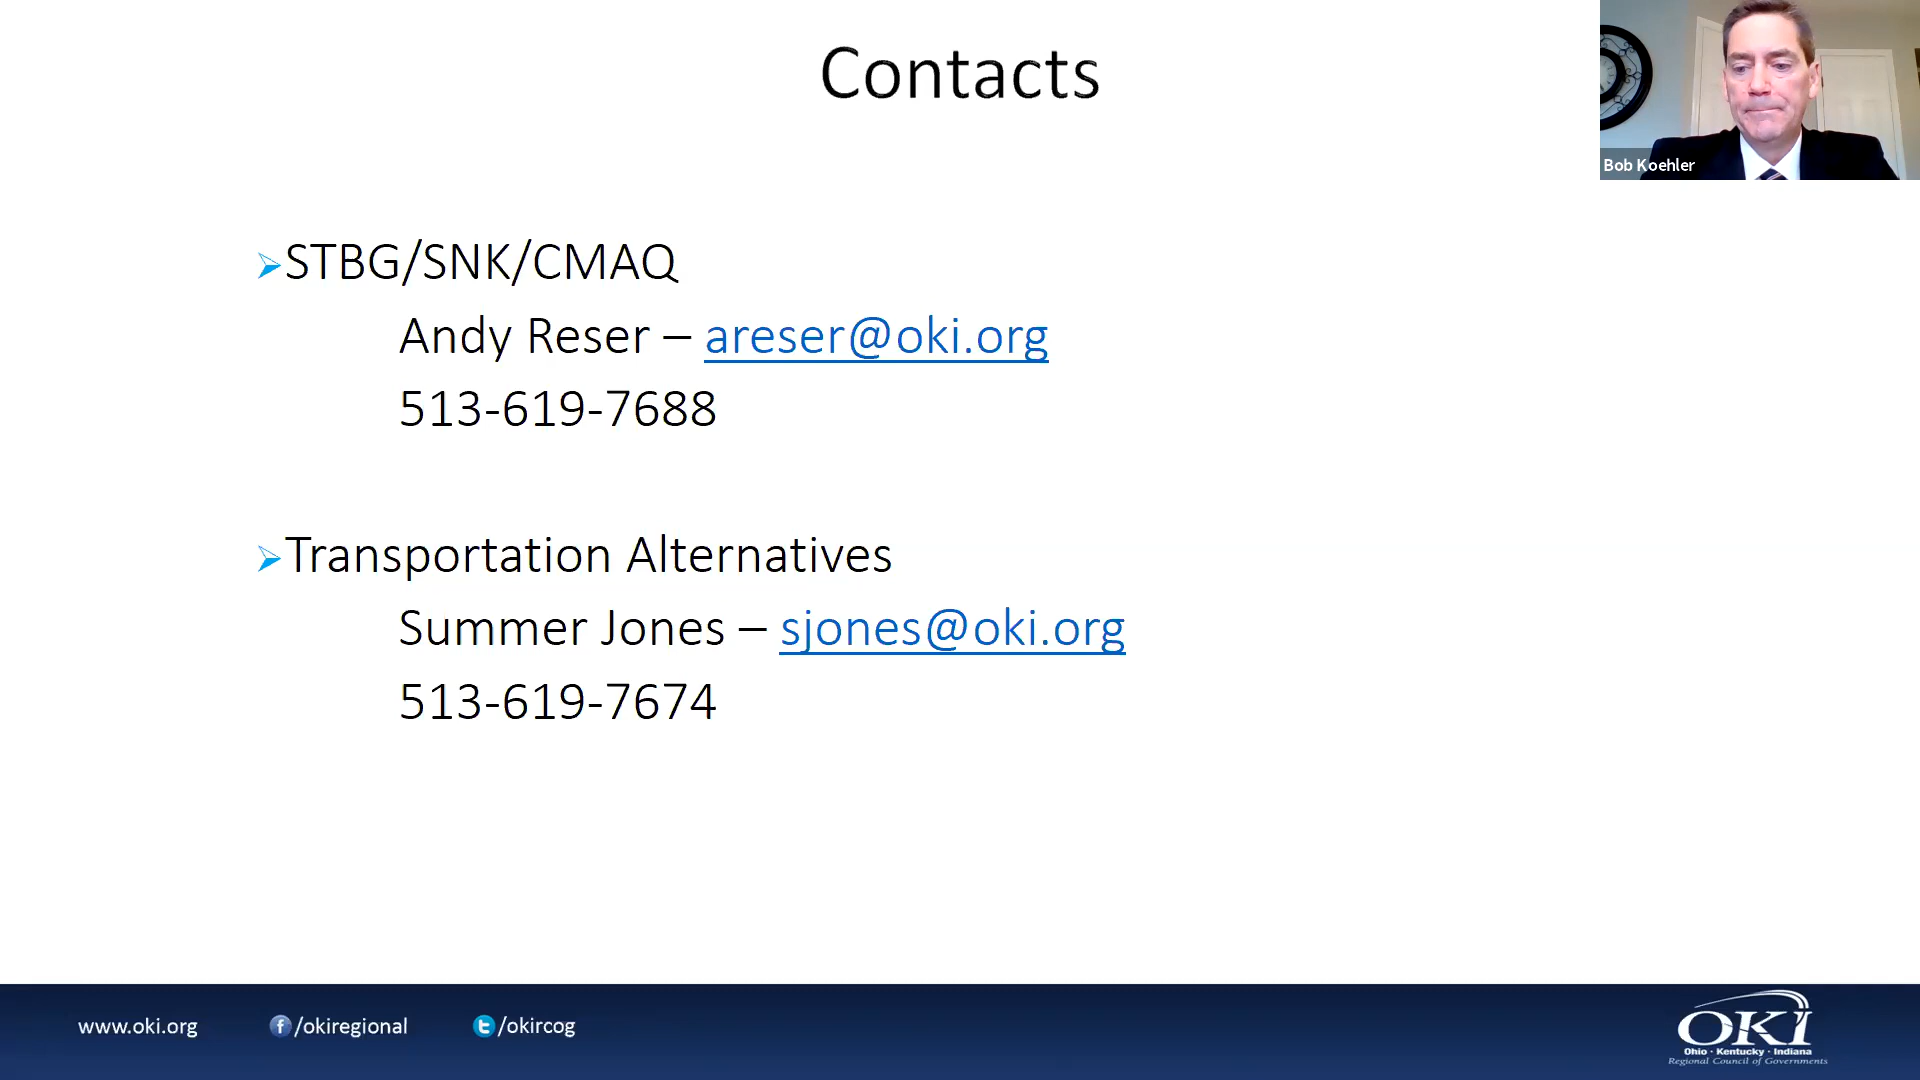 Contacts
Bob Koehler
➢STBG/SNK/CMAQ
Andy Reser – areser@oki.org
513-619-7688
➢Transportation Alternatives
Summer Jones – sjones@oki.org
513-619-7674
www.oki.org
f/okiregional
t/okircog
OKI
Ohio · Kentucky · Indiana
Regional Council of Governments